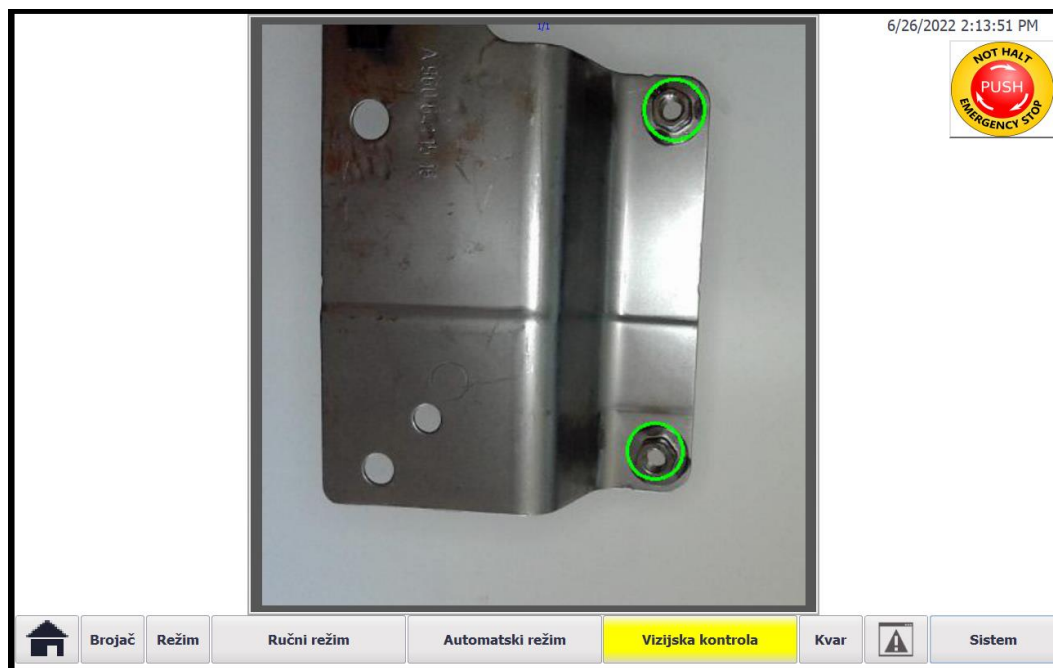 1/1
6/26/2022 2:13:51 PM
NOT HALT
PUSH
EMERGENCY STOP
Brojač
Režim
Ručni režim
Automatski režim
Vizijska kontrola
Kvar
Sistem